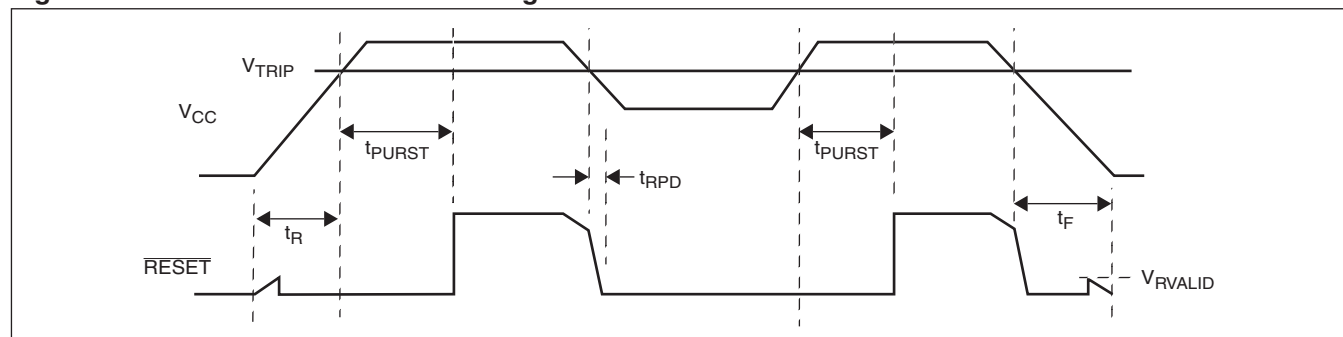 V_TRIP
V_CC
t_PURST
t_PURST
t_RPD
t_R
t_F
RESET
V_RVALID